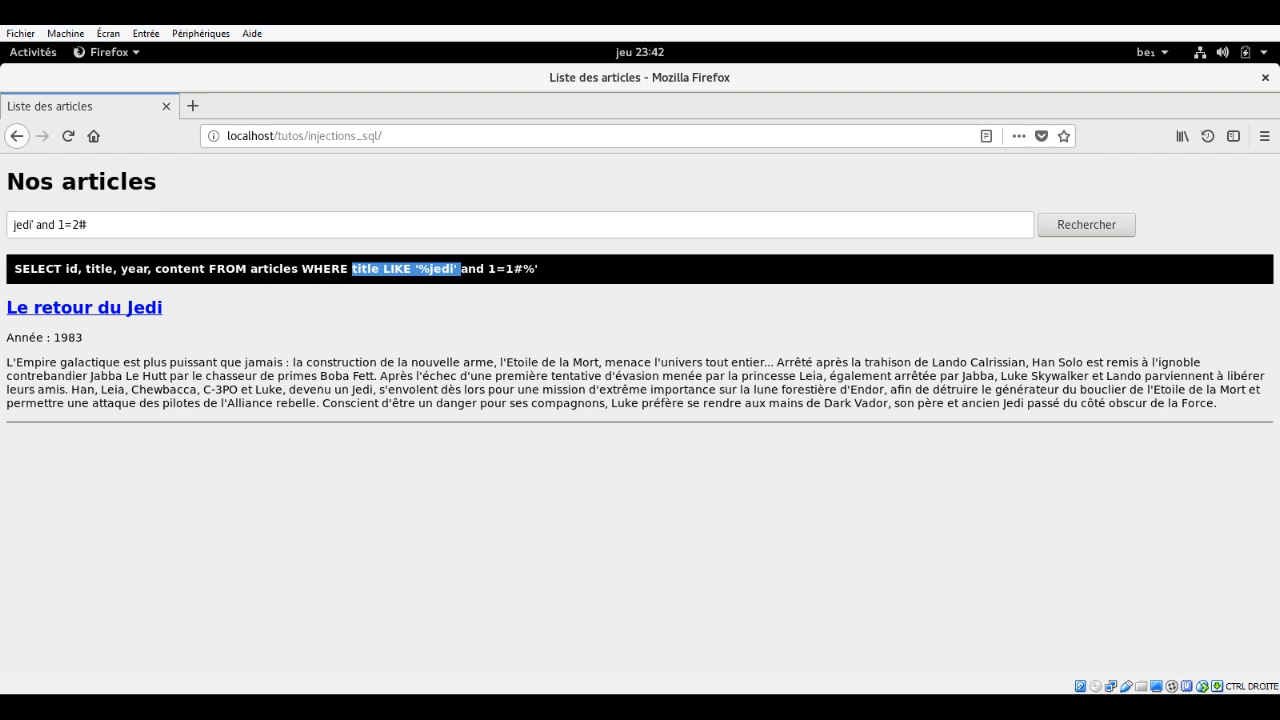 Fichier Machine Écran Entrée Périphériques Aide
Activités Firefox jeu 23:42 be₁
Liste des articles - Mozilla Firefox
Liste des articles
localhost/tutos/injections_sql/
Nos articles
jedi' and 1=2#
Rechercher
SELECT id, title, year, content FROM articles WHERE title LIKE '%jedi' and 1=1#%'
Le retour du Jedi
Année : 1983
L'Empire galactique est plus puissant que jamais : la construction de la nouvelle arme, l'Etoile de la Mort, menace l'univers tout entier... Arrêté après la trahison de Lando Calrissian, Han Solo est remis à l'ignoble
contrebandier Jabba Le Hutt par le chasseur de primes Boba Fett. Après l'échec d'une première tentative d'évasion menée par la princesse Leia, également arrêtée par Jabba, Luke Skywalker et Lando parviennent à libérer
leurs amis. Han, Leia, Chewbacca, C-3PO et Luke, devenu un Jedi, s'envolent dès lors pour une mission d'extrême importance sur la lune forestière d'Endor, afin de détruire le générateur du bouclier de l'Etoile de la Mort et
permettre une attaque des pilotes de l'Alliance rebelle. Conscient d'être un danger pour ses compagnons, Luke préfère se rendre aux mains de Dark Vador, son père et ancien Jedi passé du côté obscur de la Force.
CTRL DROITE